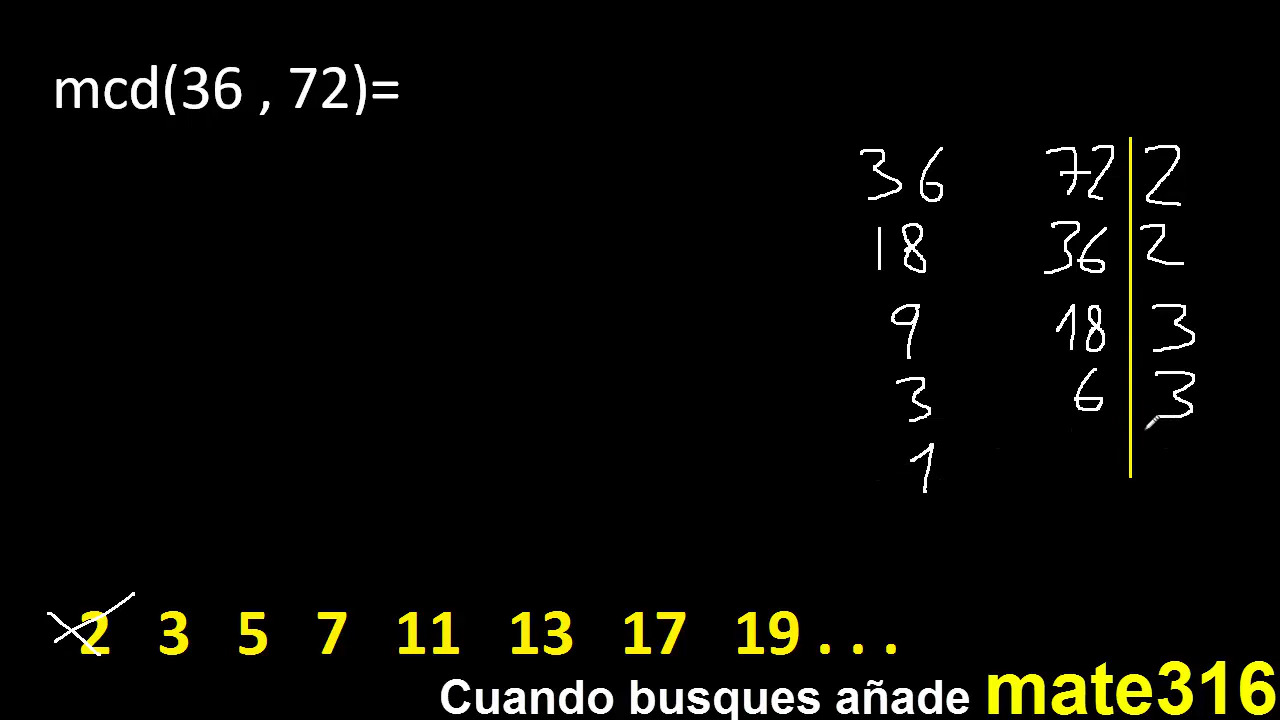 mcd(36 , 72)=
36 72 2
18 36 2
9 18 3
3 6 3
1
2 3 5 7 11 13 17 19 . . .
Cuando busques añade mate316